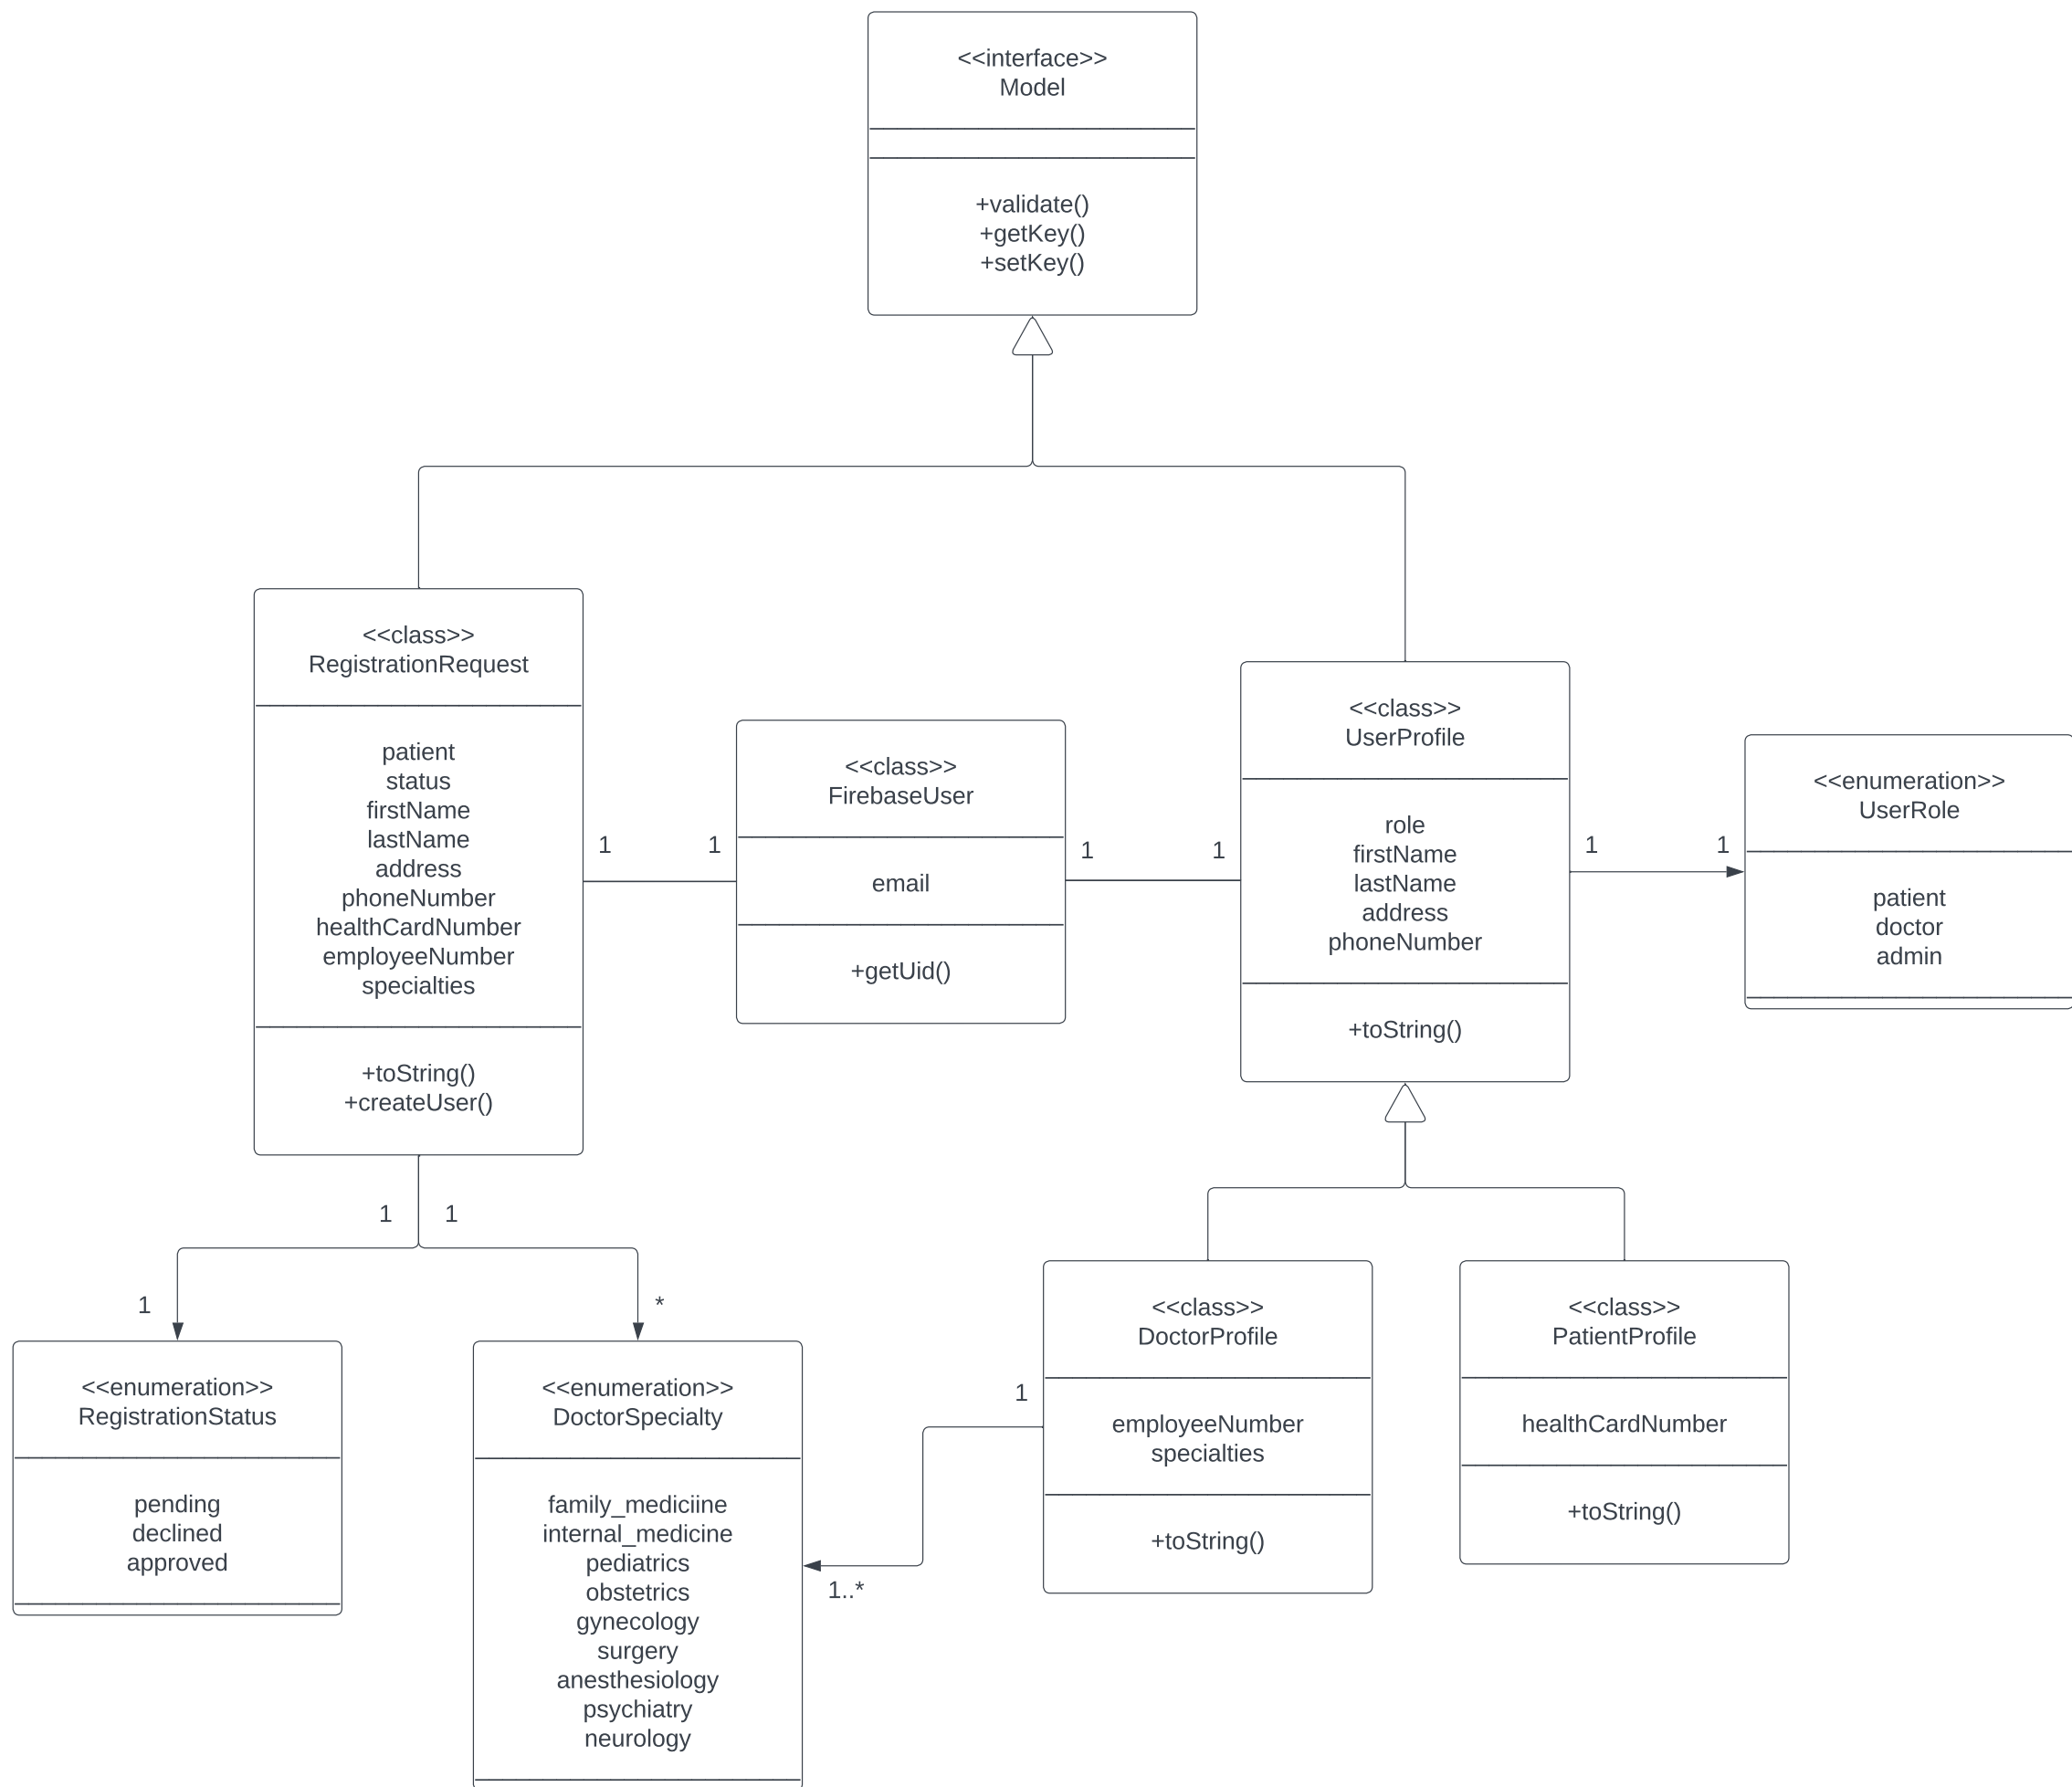 <<interface>>
Model
+validate()
+getKey()
+setKey()
<<class>>
RegistrationRequest
patient
status
firstName
lastName
address
phoneNumber
healthCardNumber
employeeNumber
specialties
+toString()
+createUser()
1
1
<<class>>
FirebaseUser
email
+getUid()
1
1
<<class>>
UserProfile
role
firstName
lastName
address
phoneNumber
+toString()
1
1
<<enumeration>>
UserRole
patient
doctor
admin
1
1
1
*
<<enumeration>>
RegistrationStatus
pending
declined
approved
<<enumeration>>
DoctorSpecialty
family_mediciine
internal_medicine
pediatrics
obstetrics
gynecology
surgery
anesthesiology
psychiatry
neurology
1
1..*
<<class>>
DoctorProfile
employeeNumber
specialties
+toString()
<<class>>
PatientProfile
healthCardNumber
+toString()